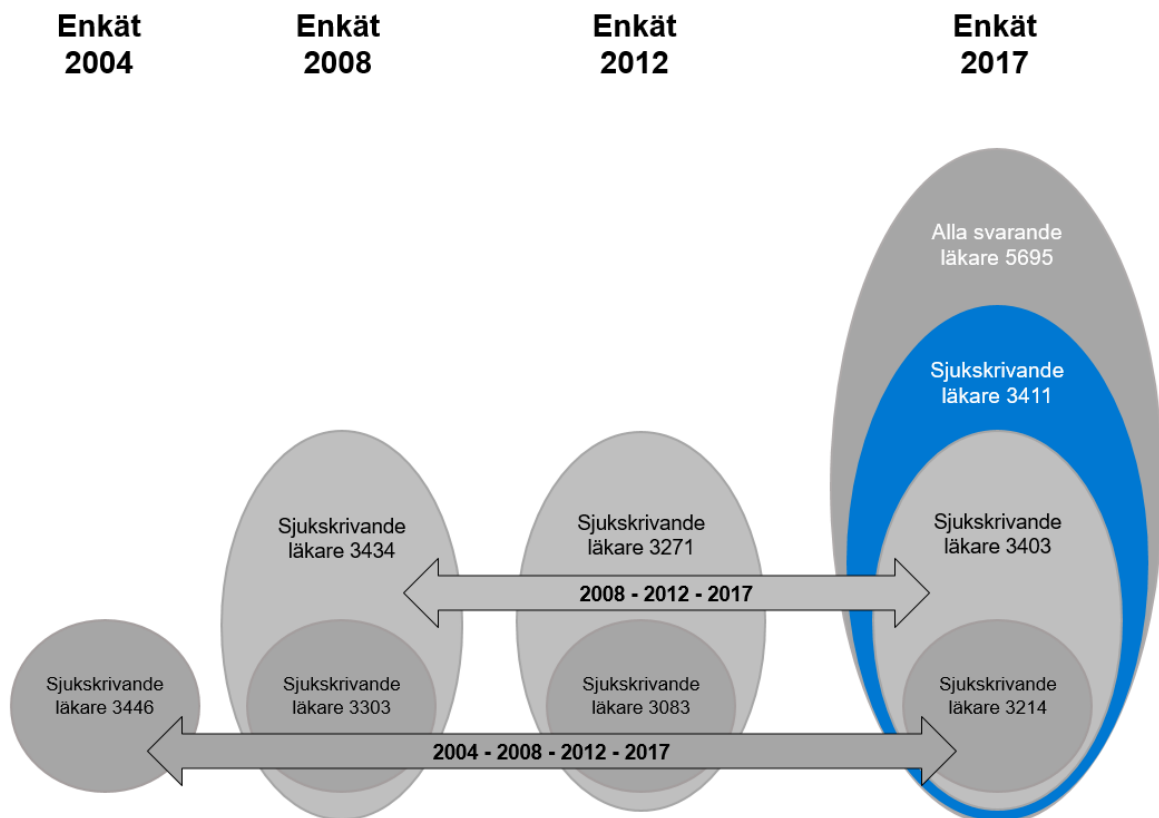 Enkät
2004
Enkät
2008
Enkät
2012
Enkät
2017
Alla svarande
läkare 5695
Sjukskrivande
läkare 3411
Sjukskrivande
läkare 3434
Sjukskrivande
läkare 3271
Sjukskrivande
läkare 3403
2008 - 2012 - 2017
Sjukskrivande
läkare 3446
Sjukskrivande
läkare 3303
Sjukskrivande
läkare 3083
Sjukskrivande
läkare 3214
2004 - 2008 - 2012 - 2017